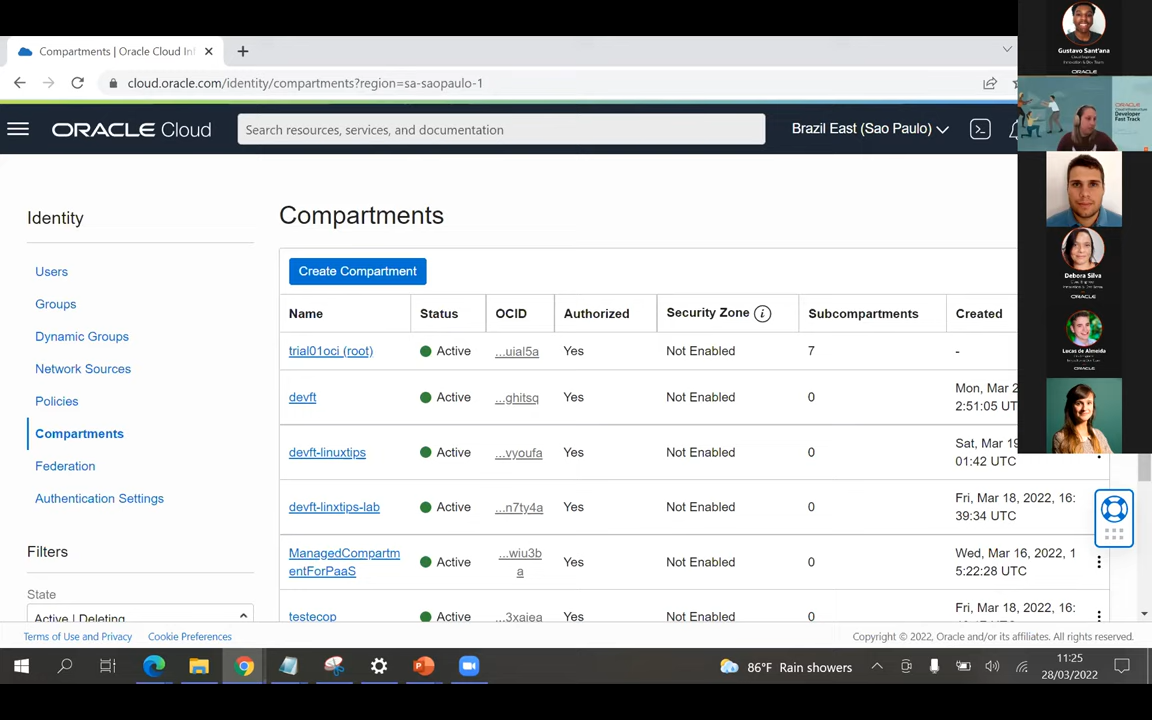 Compartments | Oracle Cloud In
cloud.oracle.com/identity/compartments?region=sa-saopaulo-1
ORACLE Cloud
Search resources, services, and documentation
Brazil East (Sao Paulo)
Identity
Users
Groups
Dynamic Groups
Network Sources
Policies
Compartments
Federation
Authentication Settings
Filters
State
Active | Deleting
Compartments
Create Compartment
Name Status OCID Authorized Security Zone Subcompartments Created
trial01oci (root) Active ...uial5a Yes Not Enabled 7 -
devft Active ...ghitsq Yes Not Enabled 0 Mon, Mar 2
2:51:05 UT
devft-linuxtips Active ...vyoufa Yes Not Enabled 0 Sat, Mar 19
01:42 UTC
devft-linxtips-lab Active ...n7ty4a Yes Not Enabled 0 Fri, Mar 18, 2022, 16:
39:34 UTC
ManagedCompartm
entForPaaS Active ...wiu3b
a Yes Not Enabled 0 Wed, Mar 16, 2022, 1
5:22:28 UTC
testecop Active ...3xajea Yes Not Enabled 0 Fri, Mar 18, 2022, 16:
Terms of Use and Privacy Cookie Preferences
Copyright © 2022, Oracle and/or its affiliates. All rights reserved.
86°F Rain showers
11:25
28/03/2022
Gustavo Sant'ana
ORACLE
ORACLE
Developer
Fast Track
Debora Silva
ORACLE
Lucas de Almeida
ORACLE